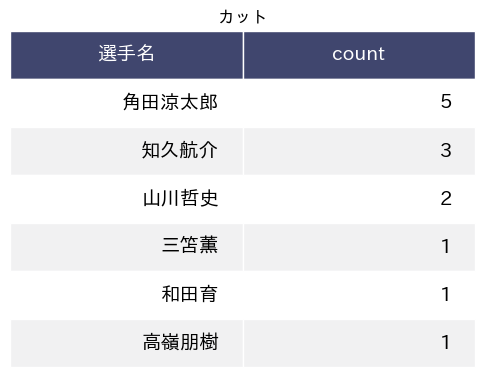 カット
選手名 count
角田涼太郎 5
知久航介 3
山川哲史 2
三笘薫 1
和田育 1
高嶺朋樹 1